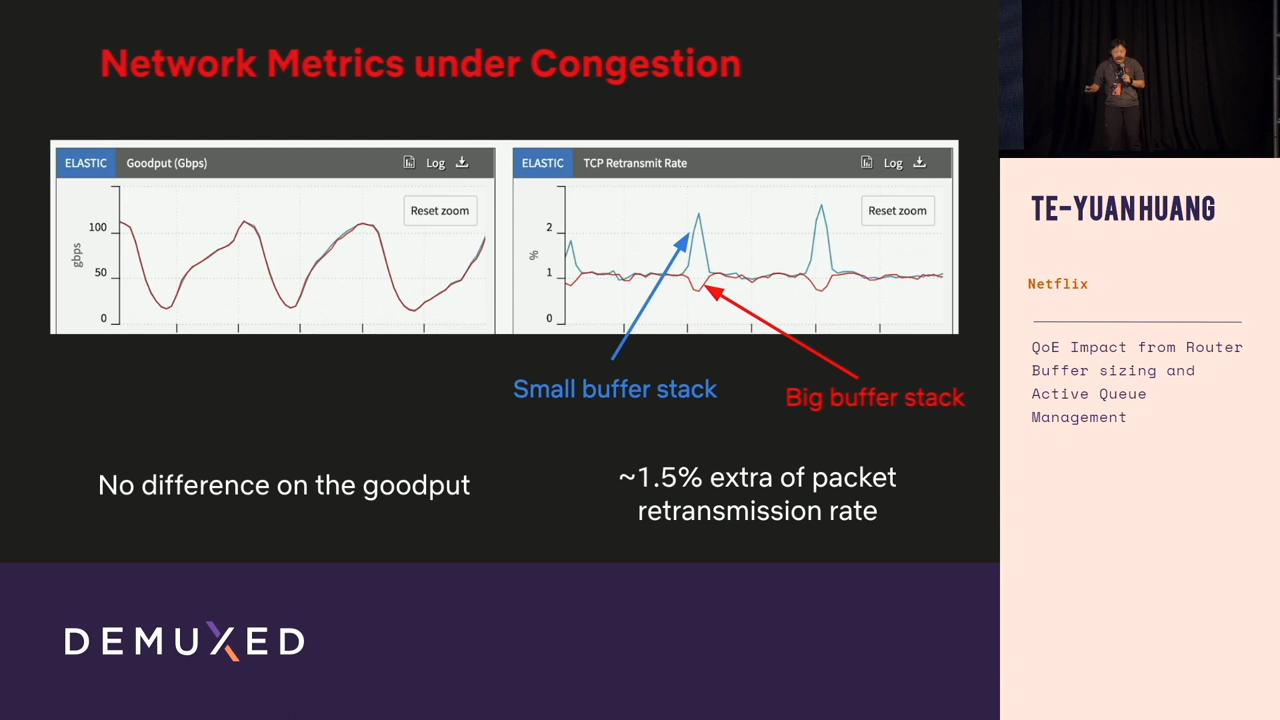 Network Metrics under Congestion
ELASTIC Goodput (Gbps) Log
Reset zoom
100
50
0
gbps
ELASTIC TCP Retransmit Rate Log
Reset zoom
2
1
0
%
Small buffer stack
Big buffer stack
No difference on the goodput
~1.5% extra of packet
retransmission rate
DEMUXED
TE-YUAN HUANG
Netflix
QoE Impact from Router
Buffer sizing and
Active Queue
Management